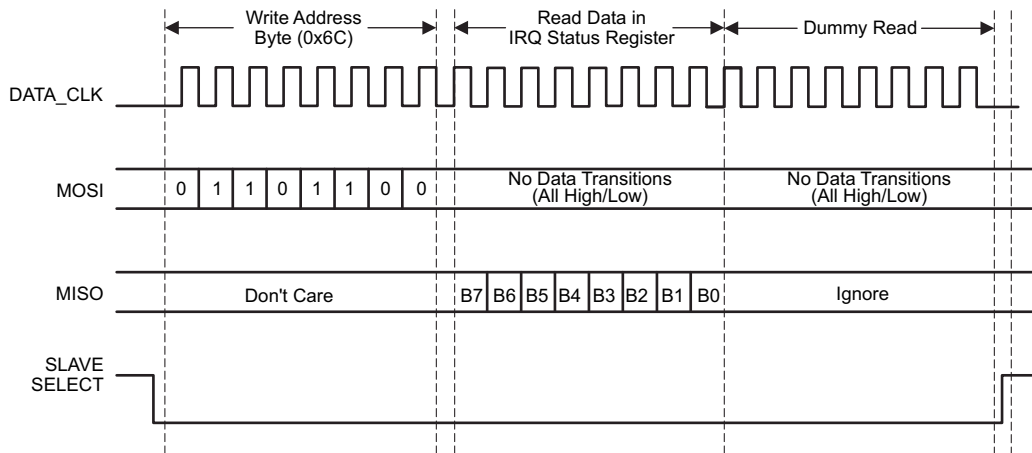 Write Address
Byte (0x6C)
Read Data in
IRQ Status Register
Dummy Read
DATA_CLK
MOSI
0 1 1 0 1 1 0 0
No Data Transitions
(All High/Low)
No Data Transitions
(All High/Low)
MISO
Don't Care
B7 B6 B5 B4 B3 B2 B1 B0
Ignore
SLAVE
SELECT